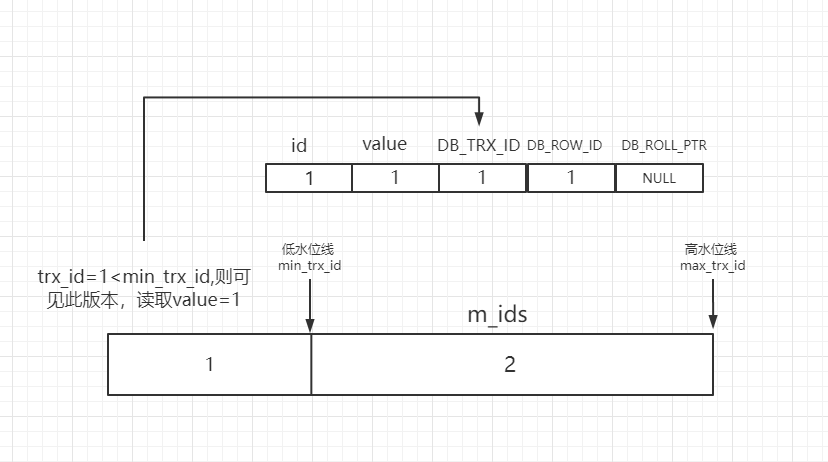 id value DB_TRX_ID DB_ROW_ID DB_ROLL_PTR
1 1 1 1 NULL
低水位线
min_trx_id
高水位线
max_trx_id
trx_id=1<min_trx_id,则可
见此版本，读取value=1
m_ids
1 2